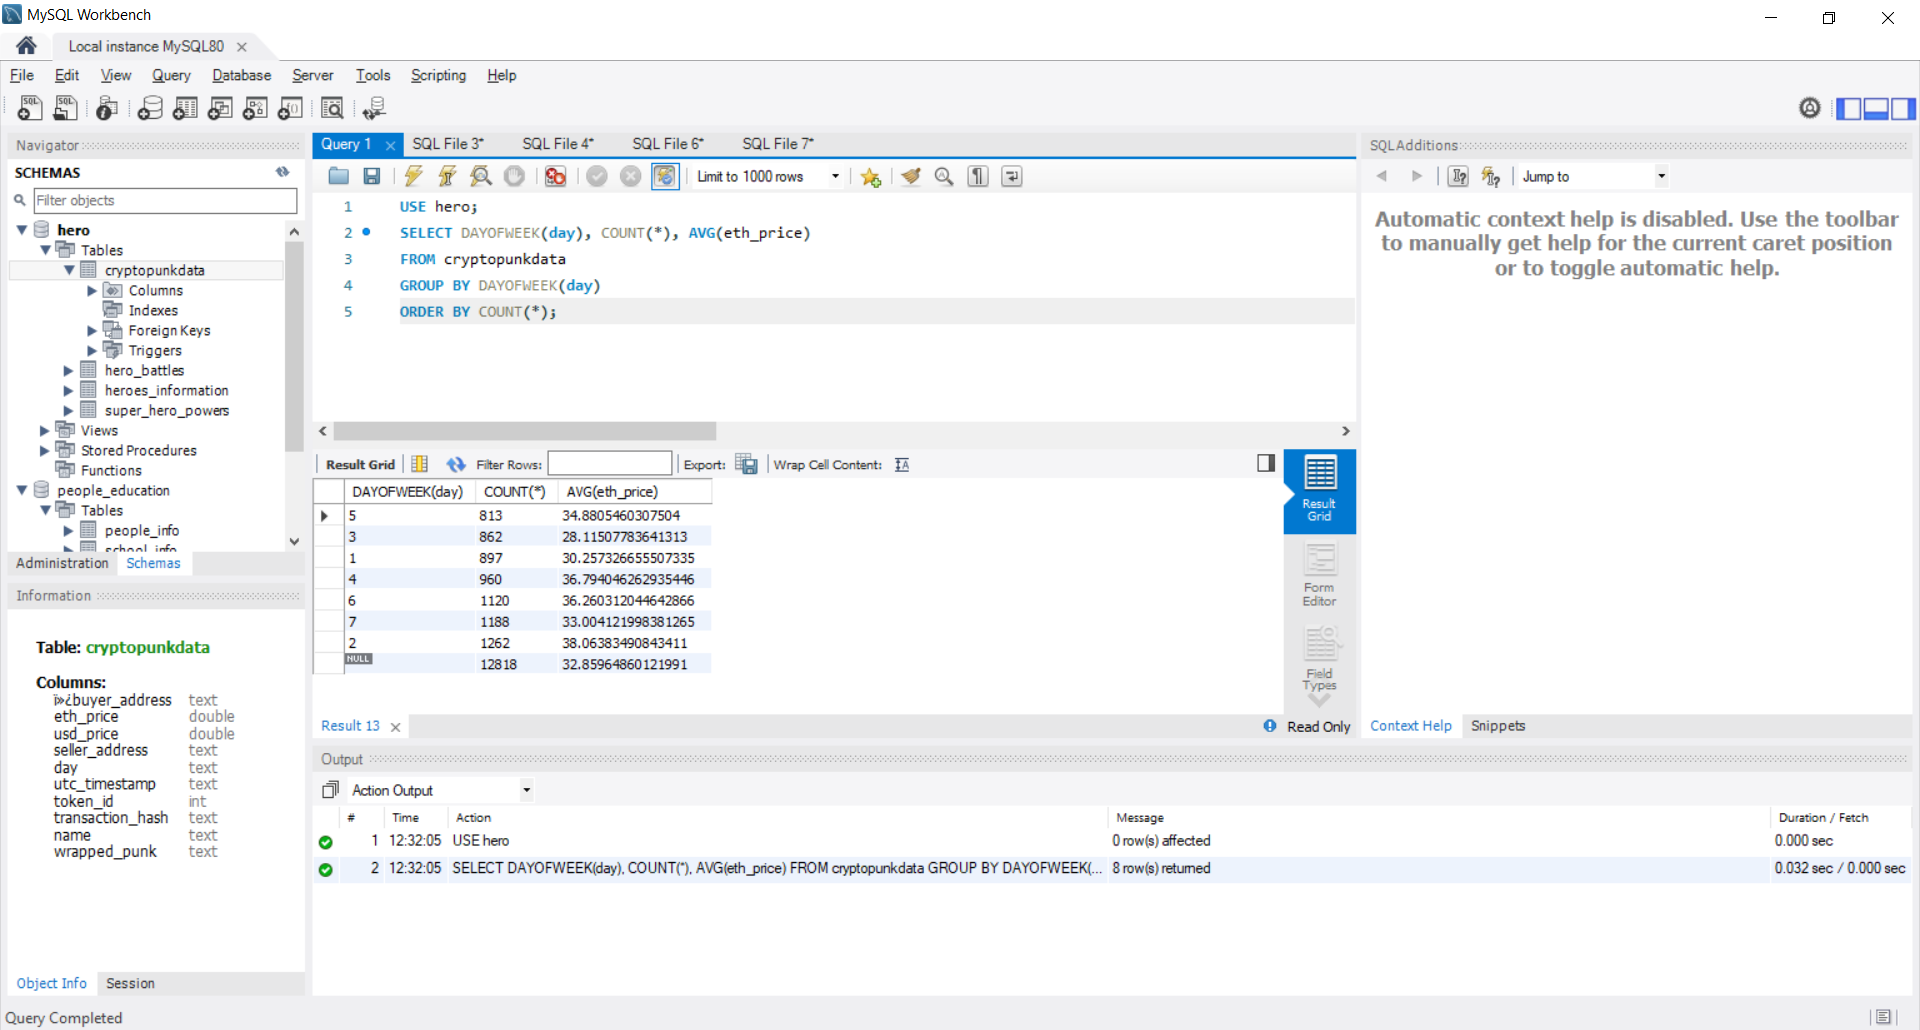 MySQL Workbench
Local instance MySQL80
File Edit View Query Database Server Tools Scripting Help
Navigator
SCHEMAS
Filter objects
hero
Tables
cryptopunkdata
Columns
Indexes
Foreign Keys
Triggers
hero_battles
heroes_information
super_hero_powers
Views
Stored Procedures
Functions
people_education
Tables
people_info
school_info
Administration Schemas
Information
Table: cryptopunkdata
Columns:
ï»¿buyer_address text
eth_price double
usd_price double
seller_address text
day text
utc_timestamp text
token_id int
transaction_hash text
name text
wrapped_punk text
Object Info Session
Query 1 SQL File 3* SQL File 4* SQL File 6* SQL File 7*
Limit to 1000 rows
1 USE hero;
2 SELECT DAYOFWEEK(day), COUNT(*), AVG(eth_price)
3 FROM cryptopunkdata
4 GROUP BY DAYOFWEEK(day)
5 ORDER BY COUNT(*);
Result Grid Filter Rows: Export: Wrap Cell Content:
DAYOFWEEK(day) COUNT(*) AVG(eth_price)
5 813 34.8805460307504
3 862 28.11507783641313
1 897 30.257326655507335
4 960 36.794046262935446
6 1120 36.260312044642866
7 1188 33.004121998381265
2 1262 38.06383490843411
NULL 12818 32.85964860121991
Result
Grid
Form
Editor
Field
Types
Result 13
Read Only
SQLAdditions
Jump to
Automatic context help is disabled. Use the toolbar
to manually get help for the current caret position
or to toggle automatic help.
Context Help Snippets
Output
Action Output
# Time Action Message Duration / Fetch
1 12:32:05 USE hero 0 row(s) affected 0.000 sec
2 12:32:05 SELECT DAYOFWEEK(day), COUNT(*), AVG(eth_price) FROM cryptopunkdata GROUP BY DAYOFWEEK(... 8 row(s) returned 0.032 sec / 0.000 sec
Query Completed